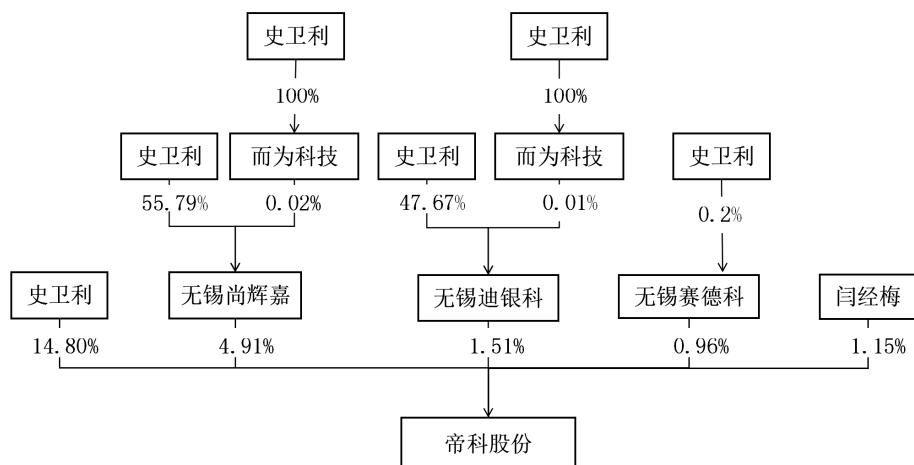 史卫利 史卫利
100% 100%
史卫利 而为科技 史卫利 而为科技 史卫利
55.79% 0.02% 47.67% 0.01% 0.2%
史卫利 无锡尚辉嘉 无锡迪银科 无锡赛德科 闫经梅
14.80% 4.91% 1.51% 0.96% 1.15%
帝科股份